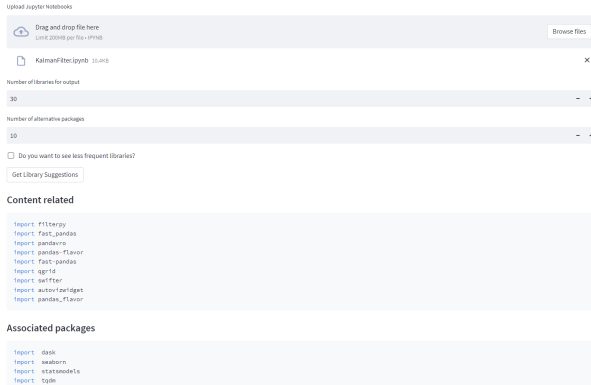 Upload Jupyter Notebooks
Drag and drop file here
Limit 200MB per file • IPYNB
Browse files
KalmanFilter.ipynb 10.4KB
Number of libraries for output
30
Number of alternative packages
10
Do you want to see less frequent libraries?
Get Library Suggestions
Content related
import filterpy
import fast_pandas
import pandavro
import pandas-flavor
import fast-pandas
import qgrid
import swifter
import autovizwidget
import pandas_flavor
Associated packages
import dask
import seaborn
import statsmodels
import tqdm